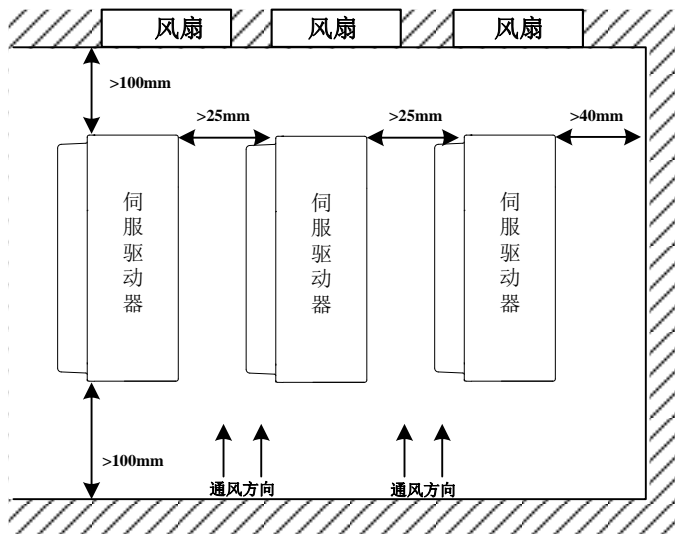 风扇 风扇 风扇
>100mm
>25mm >25mm >40mm
伺服驱动器 伺服驱动器 伺服驱动器
>100mm
通风方向 通风方向